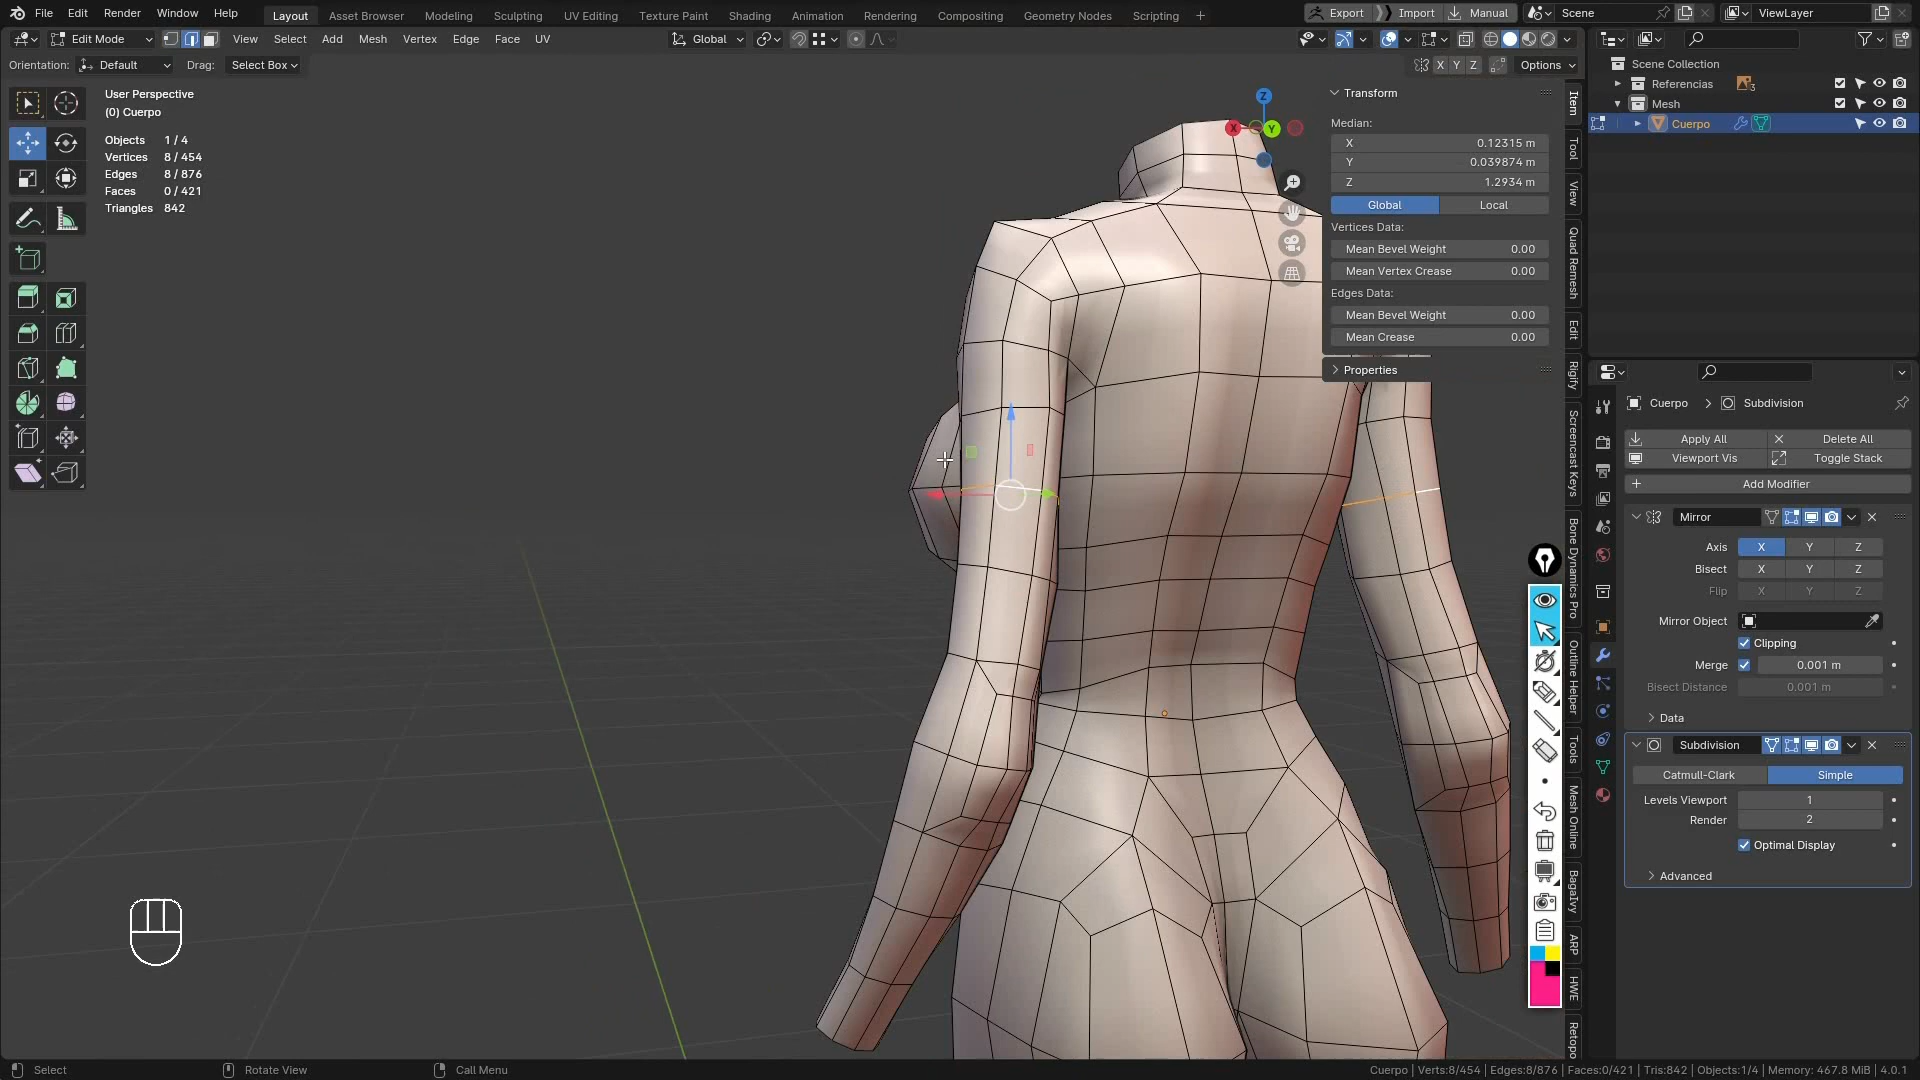 File Edit Render Window Help Layout Asset Browser Modeling Sculpting UV Editing Texture Paint Shading Animation Rendering Compositing Geometry Nodes Scripting + Export Import Manual Scene ViewLayer
Edit Mode View Select Add Mesh Vertex Edge Face UV Global
Orientation: Default Drag: Select Box X Y Z Options
User Perspective
(0) Cuerpo
Objects 1 / 4
Vertices 8 / 454
Edges 8 / 876
Faces 0 / 421
Triangles 842
Z
X
Y
Transform
Median:
X 0.12315 m
Y 0.039874 m
Z 1.2934 m
Global Local
Vertices Data:
Mean Bevel Weight 0.00
Mean Vertex Crease 0.00
Edges Data:
Mean Bevel Weight 0.00
Mean Crease 0.00
Properties
Item
Tool
View
Quad Remesh
Edit
Rigify
Screencast Keys
Bone Dynamics Pro
Outline Helper
Tools
Mesh Online
BagaIvy
ARP
HWE
Retopo
Scene Collection
Referencias 3
Mesh
Cuerpo
Cuerpo > Subdivision
Apply All Delete All
Viewport Vis Toggle Stack
Add Modifier
Mirror
Axis X Y Z
Bisect X Y Z
Flip X Y Z
Mirror Object
Clipping
Merge 0.001 m
Bisect Distance 0.001 m
Data
Subdivision
Catmull-Clark Simple
Levels Viewport 1
Render 2
Optimal Display
Advanced
Select Rotate View Call Menu Cuerpo | Verts:8/454 | Edges:8/876 | Faces:0/421 | Tris:842 | Objects:1/4 | Memory: 467.8 MiB | 4.0.1